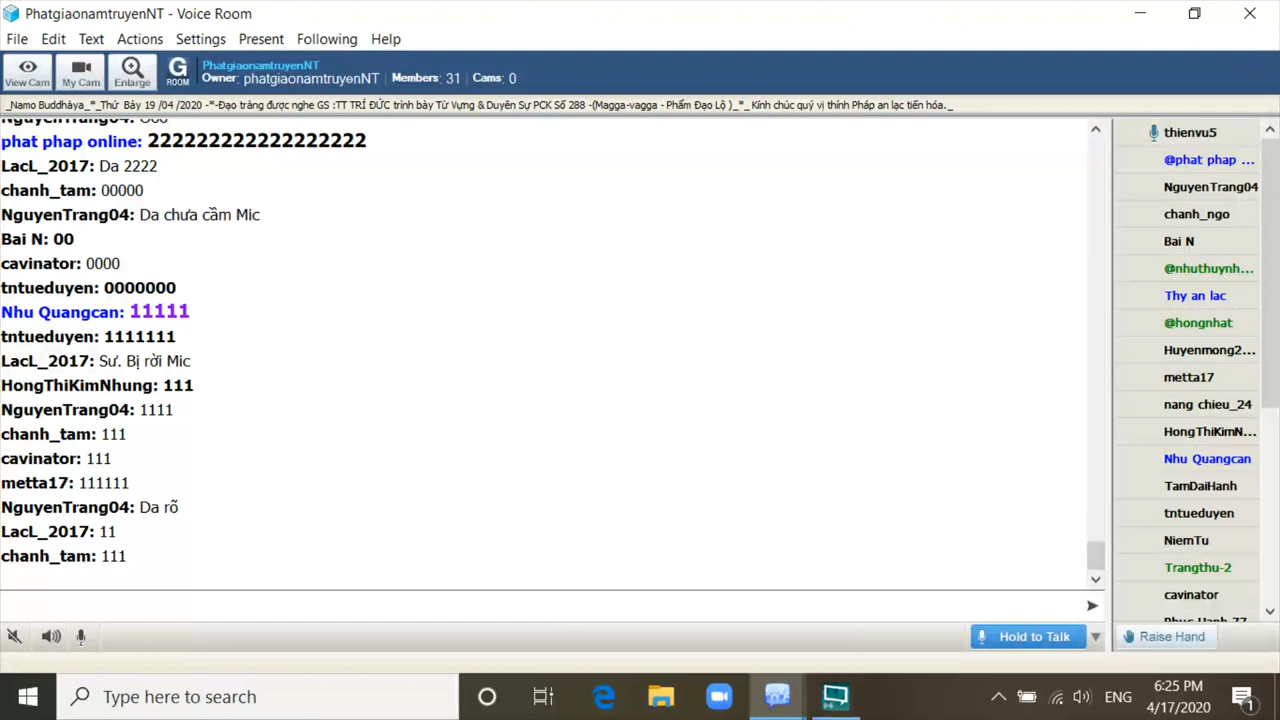 PhatgiaonamtruyenNT - Voice Room
File Edit Text Actions Settings Present Following Help
View Cam My Cam Enlarge G ROOM PhatgiaonamtruyenNT
Owner: phatgiaonamtruyenNT Members: 31 Cams: 0
_Namo Buddhàya_*_Thứ Bảy 19 /04 /2020 -*-Đạo tràng được nghe GS :TT TRÍ ĐỨC trình bày Từ Vựng & Duyên Sự PCK Số 288 -(Magga-vagga - Phẩm Đạo Lộ )_*_ Kính chúc quý vị thính Pháp an lạc tiến hóa._
phat phap online: 222222222222222222
LacL_2017: Da 2222
chanh_tam: 00000
NguyenTrang04: Da chưa cầm Mic
Bai N: 00
cavinator: 0000
tntueduyen: 0000000
Nhu Quangcan: 11111
tntueduyen: 1111111
LacL_2017: Sư. Bị rời Mic
HongThiKimNhung: 111
NguyenTrang04: 1111
chanh_tam: 111
cavinator: 111
metta17: 111111
NguyenTrang04: Da rõ
LacL_2017: 11
chanh_tam: 111
thienvu5
@phat phap ...
NguyenTrang04
chanh_ngo
Bai N
@nhuthuynh...
Thy an lac
@hongnhat
Huyenmong2...
metta17
nang chieu_24
HongThiKimN...
Nhu Quangcan
TamDaiHanh
tntueduyen
NiemTu
Trangthu-2
cavinator
Hold to Talk
Raise Hand
Type here to search
ENG
6:25 PM
4/17/2020
1